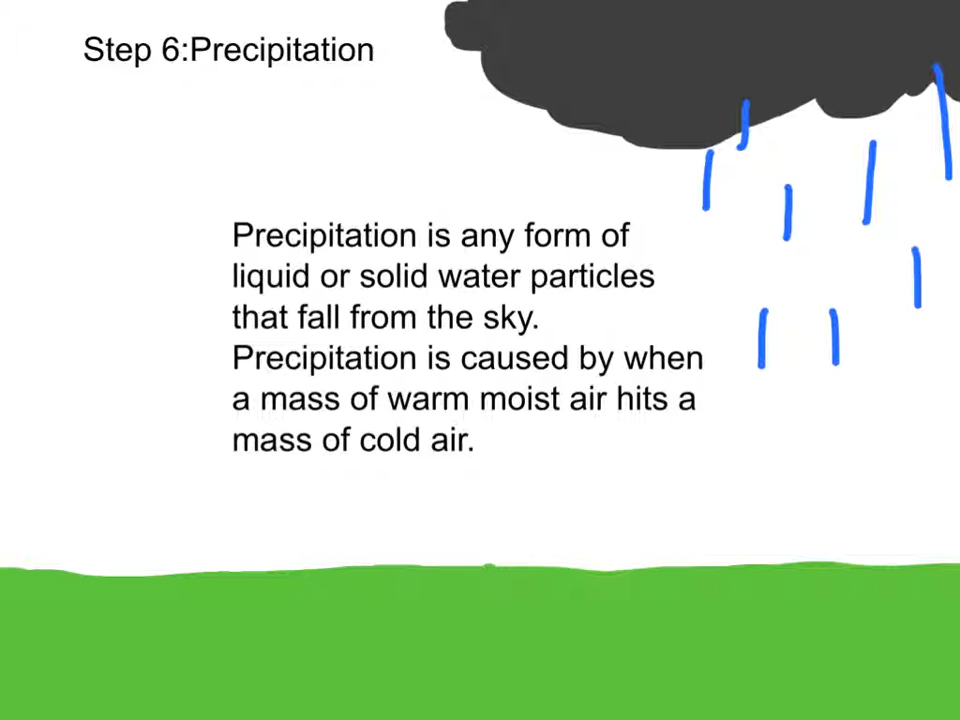 Step 6:Precipitation
Precipitation is any form of
liquid or solid water particles
that fall from the sky.
Precipitation is caused by when
a mass of warm moist air hits a
mass of cold air.